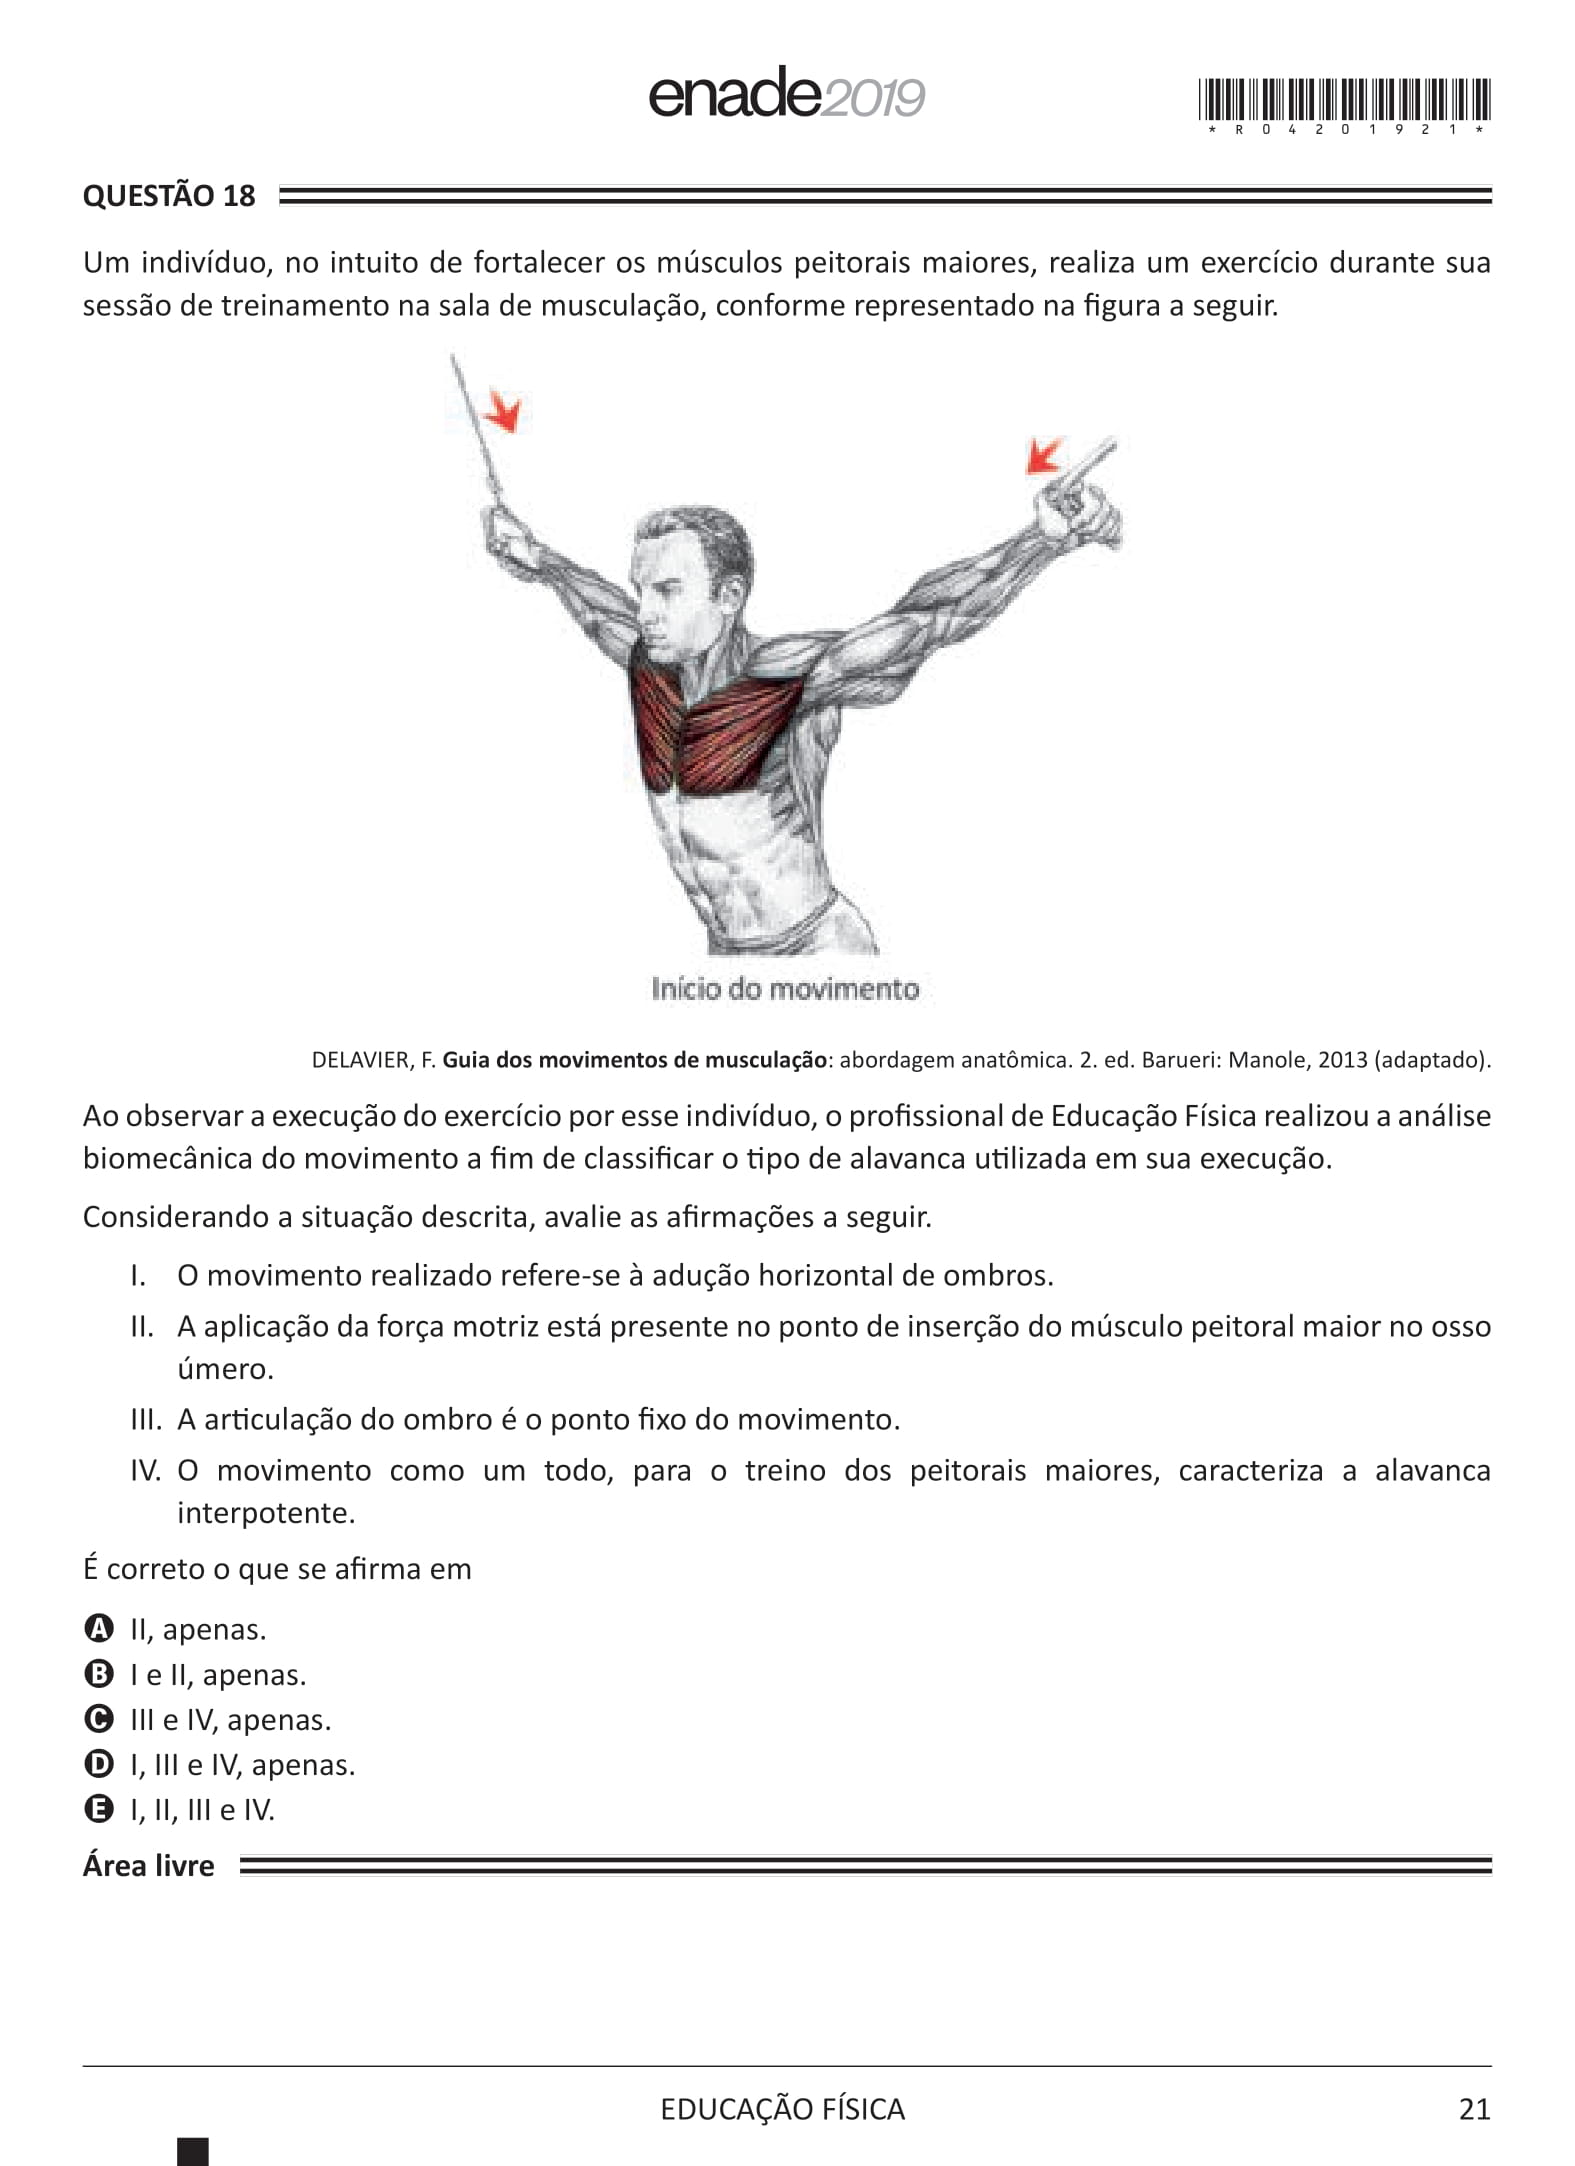 enade2019
*R04201921*
QUESTÃO 18
Um indivíduo, no intuito de fortalecer os músculos peitorais maiores, realiza um exercício durante sua
sessão de treinamento na sala de musculação, conforme representado na figura a seguir.
Início do movimento
DELAVIER, F. Guia dos movimentos de musculação: abordagem anatômica. 2. ed. Barueri: Manole, 2013 (adaptado).
Ao observar a execução do exercício por esse indivíduo, o profissional de Educação Física realizou a análise
biomecânica do movimento a fim de classificar o tipo de alavanca utilizada em sua execução.
Considerando a situação descrita, avalie as afirmações a seguir.
I. O movimento realizado refere-se à adução horizontal de ombros.
II. A aplicação da força motriz está presente no ponto de inserção do músculo peitoral maior no osso
úmero.
III. A articulação do ombro é o ponto fixo do movimento.
IV. O movimento como um todo, para o treino dos peitorais maiores, caracteriza a alavanca
interpotente.
É correto o que se afirma em
A II, apenas.
B I e II, apenas.
C III e IV, apenas.
D I, III e IV, apenas.
E I, II, III e IV.
Área livre
EDUCAÇÃO FÍSICA
21